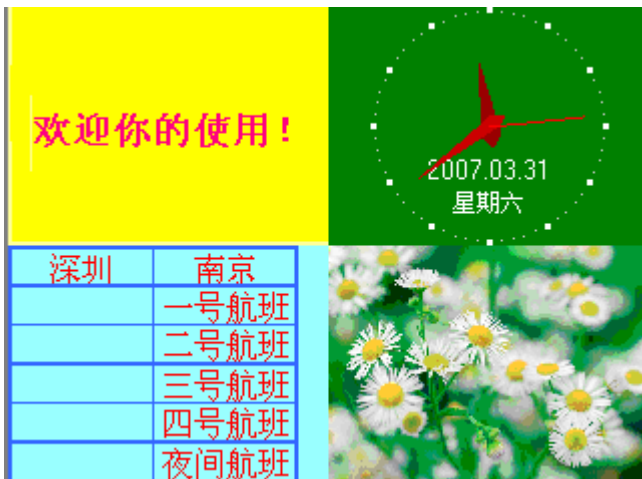 欢迎你的使用！
2007.03.31
星期六
深圳 南京
一号航班
二号航班
三号航班
四号航班
夜间航班